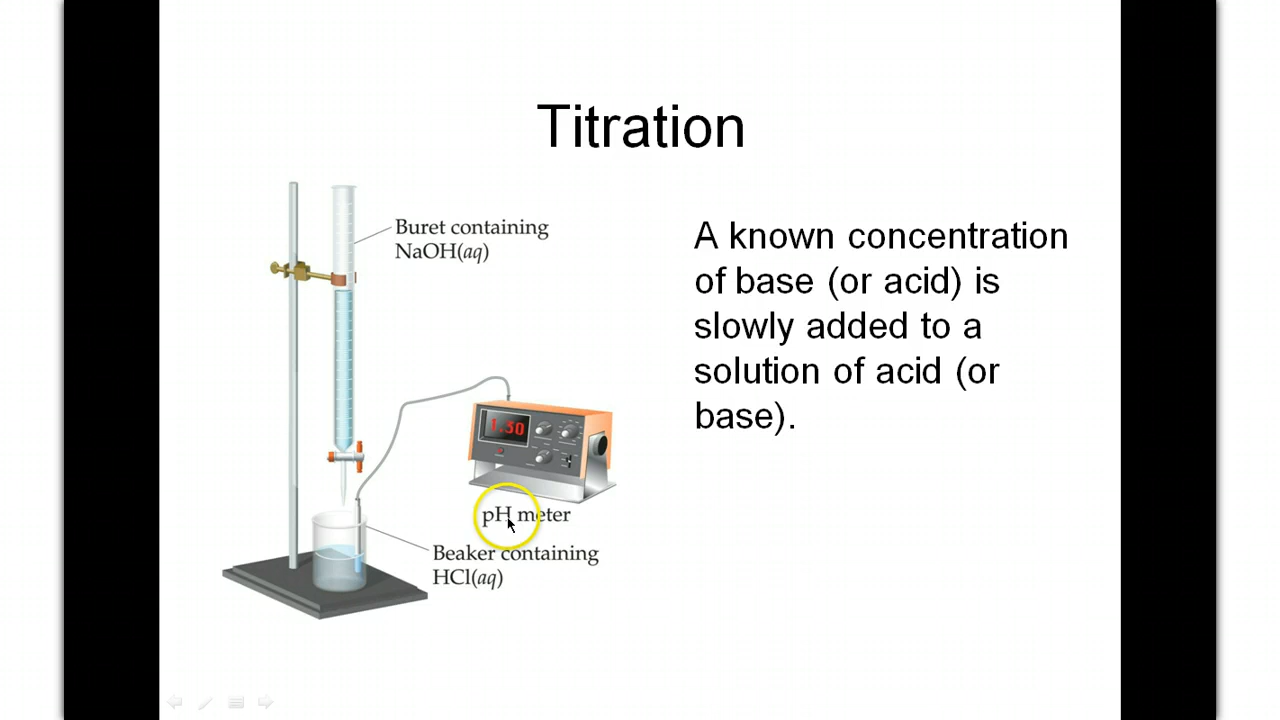 Titration
Buret containing
NaOH(aq)
A known concentration
of base (or acid) is
slowly added to a
solution of acid (or
base).
1.50
pH meter
Beaker containing
HCl(aq)